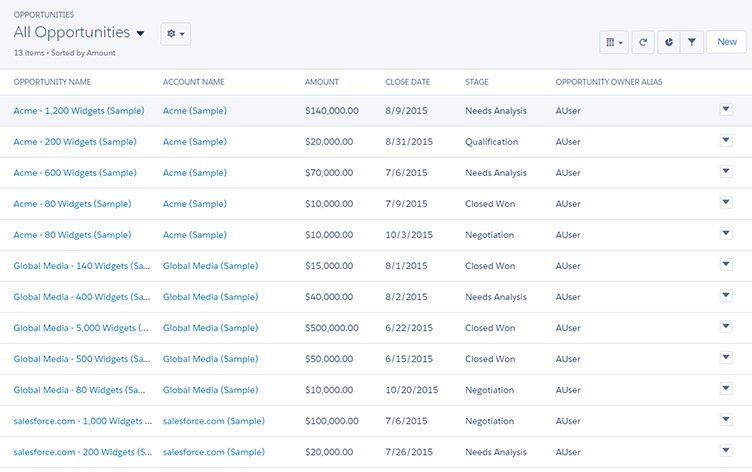 OPPORTUNITIES
All Opportunities
13 items • Sorted by Amount
New
OPPORTUNITY NAME ACCOUNT NAME AMOUNT CLOSE DATE STAGE OPPORTUNITY OWNER ALIAS
Acme - 1,200 Widgets (Sample) Acme (Sample) $140,000.00 8/9/2015 Needs Analysis AUser
Acme - 200 Widgets (Sample) Acme (Sample) $20,000.00 8/31/2015 Qualification AUser
Acme - 600 Widgets (Sample) Acme (Sample) $70,000.00 7/6/2015 Needs Analysis AUser
Acme - 80 Widgets (Sample) Acme (Sample) $10,000.00 7/9/2015 Closed Won AUser
Acme - 80 Widgets (Sample) Acme (Sample) $10,000.00 10/3/2015 Negotiation AUser
Global Media - 140 Widgets (Sa... Global Media (Sample) $15,000.00 8/1/2015 Closed Won AUser
Global Media - 400 Widgets (Sa... Global Media (Sample) $40,000.00 8/2/2015 Needs Analysis AUser
Global Media - 5,000 Widgets (... Global Media (Sample) $500,000.00 6/22/2015 Closed Won AUser
Global Media - 500 Widgets (Sa... Global Media (Sample) $50,000.00 6/15/2015 Closed Won AUser
Global Media - 80 Widgets (Sa... Global Media (Sample) $10,000.00 10/20/2015 Negotiation AUser
salesforce.com - 1,000 Widgets ... salesforce.com (Sample) $100,000.00 7/6/2015 Negotiation AUser
salesforce.com - 200 Widgets (S... salesforce.com (Sample) $20,000.00 7/26/2015 Needs Analysis AUser